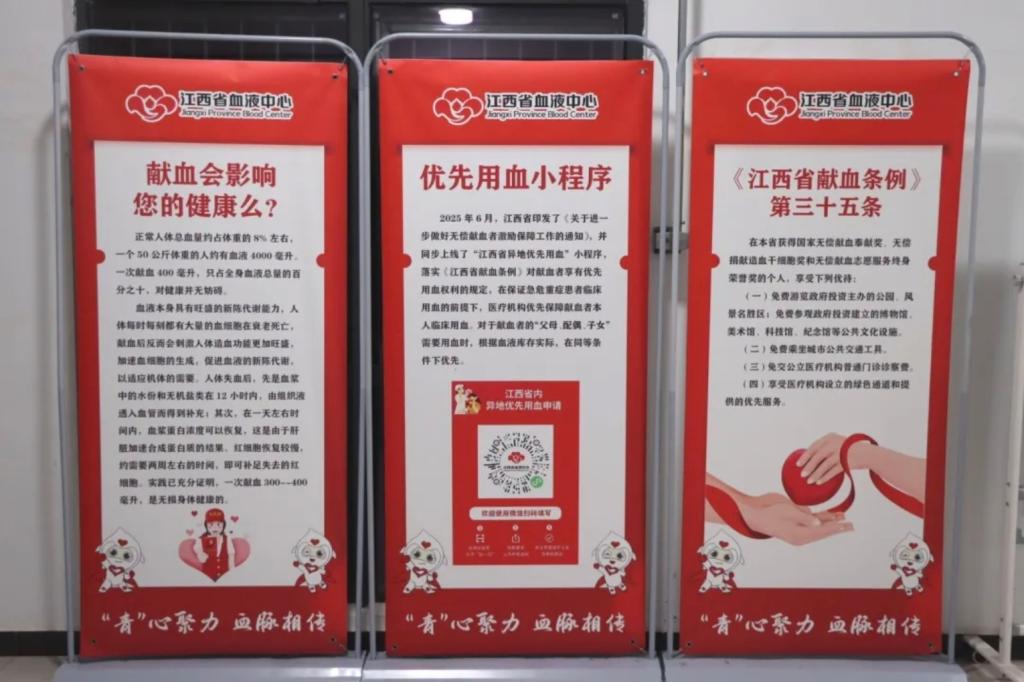 江西省血液中心
Jiangxi Province Blood Center
献血会影响
您的健康么?
正常人体总血量约占体重的8%左右,
一个50公斤体重的人约有血液4000毫升。
一次献血400毫升,只占全身血液总量的百
分之十,对健康并无妨碍。
血液本身具有旺盛的新陈代谢能力,人
体每时每刻都有大量的血细胞在衰老死亡,
献血后反而会刺激人体造血功能更加旺盛,
加速血细胞的生成,促进血液的新陈代谢,
以适应机体的需要。人体失血后,先是血浆
中的水份和无机盐类在12小时内,由组织液
透入血管而得到补充;其次,在一天左右时
间内,血浆蛋白浓度可以恢复,这是由于肝
脏加速合成蛋白质的结果。红细胞恢复较慢,
约需要两周左右的时间,即可补足失去的红
细胞。实践已充分证明,一次献血300--400
毫升,是无损身体健康的。
“青”心聚力 血脉相传
江西省血液中心
Jiangxi Province Blood Center
优先用血小程序
2025年6月,江西省印发了《关于进一
步做好无偿献血者激励保障工作的通知》,并
同步上线了“江西省异地优先用血”小程序,
落实《江西省献血条例》对献血者享有优先
用血权利的规定,在保证急危重症患者临床
用血的前提下,医疗机构优先保障献血者本
人临床用血。对于献血者的“父母、配偶、子女”
需要用血时,根据血液库存实际,在同等条
件下优先。
江西省内
异地优先用血申请
欢迎使用微信扫码填写
“青”心聚力 血脉相传
江西省血液中心
Jiangxi Province Blood Center
《江西省献血条例》
第三十五条
在本省获得国家无偿献血奉献奖、无偿
捐献造血干细胞奖和无偿献血志愿服务终身
荣誉奖的个人,享受下列优待:
(一)免费游览政府投资主办的公园、风
景名胜区;免费参观政府投资建立的博物馆、
美术馆、科技馆、纪念馆等公共文化设施。
(二)免费乘坐城市公共交通工具。
(三)免交公立医疗机构普通门诊诊察费。
(四)享受医疗机构设立的绿色通道和提
供的优先服务。
“青”心聚力 血脉相传